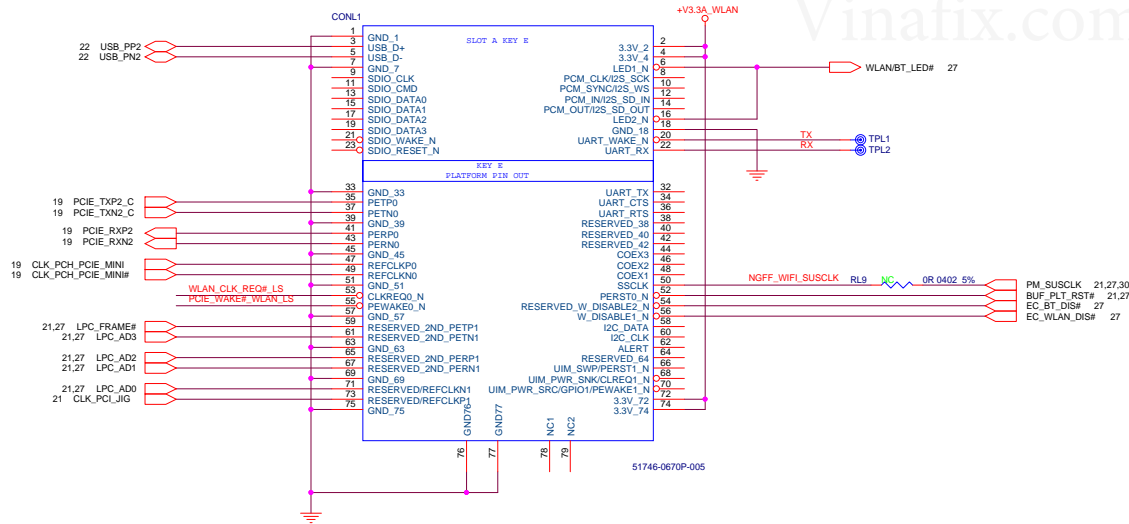 Vinafix.com
+V3.3A_WLAN
CONL1
SLOT A KEY E
22 USB_PP2
22 USB_PN2
1 GND_1
3 USB_D+
5 USB_D-
7 GND_7
9 SDIO_CLK
11 SDIO_CMD
13 SDIO_DATA0
15 SDIO_DATA1
17 SDIO_DATA2
19 SDIO_DATA3
21 SDIO_WAKE_N
23 SDIO_RESET_N
3.3V_2 2
3.3V_4 4
LED1_N 6
PCM_CLK/I2S_SCK 8
PCM_SYNC/I2S_WS 10
PCM_IN/I2S_SD_IN 12
PCM_OUT/I2S_SD_OUT 14
LED2_N 16
GND_18 18
UART_WAKE_N 20
UART_RX 22
WLAN/BT_LED# 27
TX TPL1
RX TPL2
KEY E
PLATFORM PIN OUT
19 PCIE_TXP2_C
19 PCIE_TXN2_C
19 PCIE_RXP2
19 PCIE_RXN2
19 CLK_PCH_PCIE_MINI
19 CLK_PCH_PCIE_MINI#
WLAN_CLK_REQ#_LS
PCIE_WAKE#_WLAN_LS
21,27 LPC_FRAME#
21,27 LPC_AD3
21,27 LPC_AD2
21,27 LPC_AD1
21,27 LPC_AD0
21 CLK_PCI_JIG
33 GND_33
35 PETP0
37 PETN0
39 GND_39
41 PERP0
43 PERN0
45 GND_45
47 REFCLKP0
49 REFCLKN0
51 GND_51
53 CLKREQ0_N
55 PEWAKE0_N
57 GND_57
59 RESERVED_2ND_PETP1
61 RESERVED_2ND_PETN1
63 GND_63
65 RESERVED_2ND_PERP1
67 RESERVED_2ND_PERN1
69 GND_69
71 RESERVED/REFCLKN1
73 RESERVED/REFCLKP1
75 GND_75
UART_TX 32
UART_CTS 34
UART_RTS 36
RESERVED_38 38
RESERVED_40 40
RESERVED_42 42
COEX3 44
COEX2 46
COEX1 48
SSCLK 50
PERST0_N 52
RESERVED_W_DISABLE2_N 54
W_DISABLE1_N 56
I2C_DATA 58
I2C_CLK 60
ALERT 62
RESERVED_64 64
UIM_SWP/PERST1_N 66
UIM_PWR_SNK/CLREQ1_N 68
UIM_PWR_SRC/GPIO1/PEWAKE1_N 70
3.3V_72 72
3.3V_74 74
NGFF_WIFI_SUSCLK RL9 NC 0R 0402 5%
PM_SUSCLK 21,27,30
BUF_PLT_RST# 21,27
EC_BT_DIS# 27
EC_WLAN_DIS# 27
GND76 76
GND77 77
NC1 78
NC2 79
51746-0670P-005